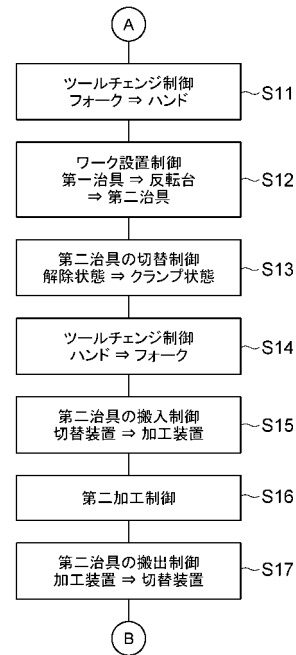 A
ツールチェンジ制御
フォーク ⇒ ハンド
S11
ワーク設置制御
第一治具 ⇒ 反転台
⇒ 第二治具
S12
第二治具の切替制御
解除状態 ⇒ クランプ状態
S13
ツールチェンジ制御
ハンド ⇒ フォーク
S14
第二治具の搬入制御
切替装置 ⇒ 加工装置
S15
第二加工制御
S16
第二治具の搬出制御
加工装置 ⇒ 切替装置
S17
B